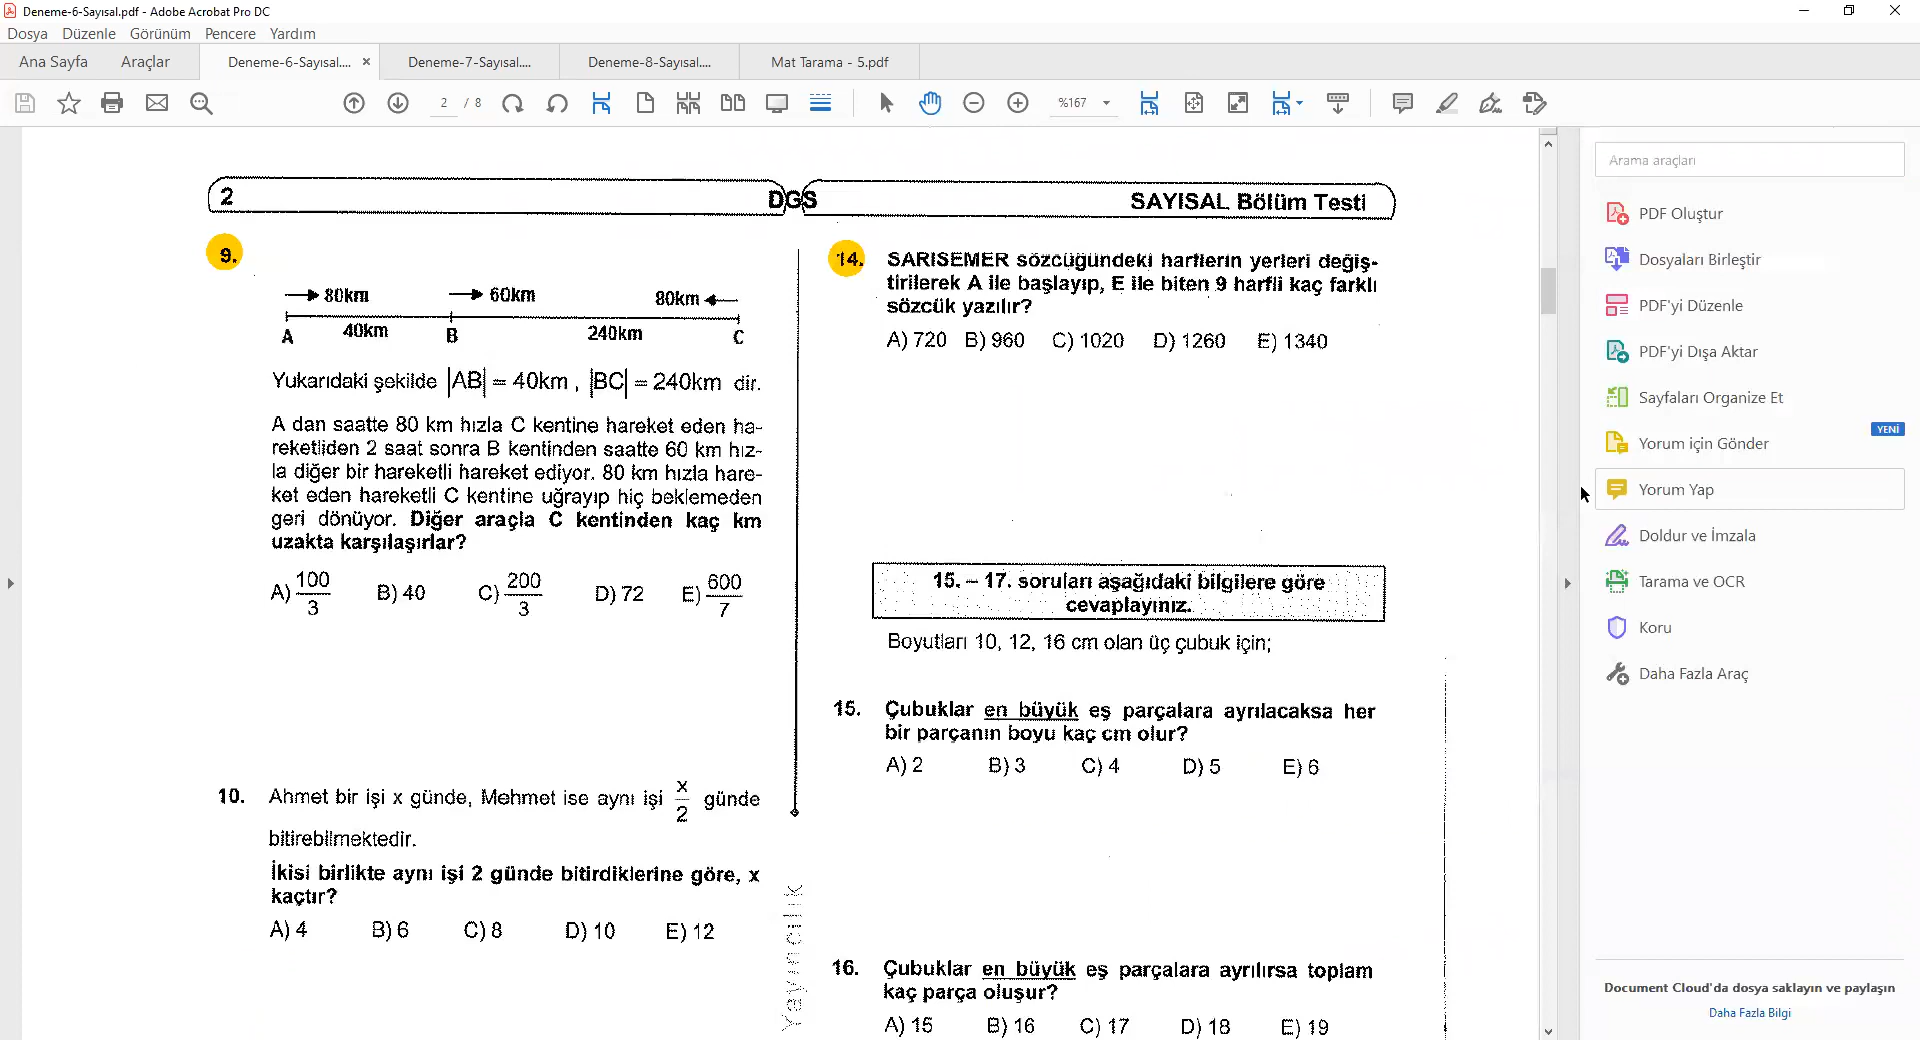 Deneme-6-Sayısal.pdf - Adobe Acrobat Pro DC
Dosya Düzenle Görünüm Pencere Yardım
Ana Sayfa Araçlar Deneme-6-Sayısal.... × Deneme-7-Sayısal.... Deneme-8-Sayısal.... Mat Tarama - 5.pdf
2 / 8 %167
2 DGS SAYISAL Bölüm Testi
9.
80km 60km 80km
40km 240km
A B C
Yukarıdaki şekilde |AB| = 40km , |BC| = 240km dir.
A dan saatte 80 km hızla C kentine hareket eden ha-
reketliden 2 saat sonra B kentinden saatte 60 km hız-
la diğer bir hareketli hareket ediyor. 80 km hızla hare-
ket eden hareketli C kentine uğrayıp hiç beklemeden
geri dönüyor. Diğer araçla C kentinden kaç km
uzakta karşılaşırlar?
A) 100/3 B) 40 C) 200/3 D) 72 E) 600/7
10. Ahmet bir işi x günde, Mehmet ise aynı işi x/2 günde
bitirebilmektedir.
İkisi birlikte aynı işi 2 günde bitirdiklerine göre, x
kaçtır?
A) 4 B) 6 C) 8 D) 10 E) 12
Yayıncılık
14. SARISEMER sözcüğündeki harflerin yerleri değiş-
tirilerek A ile başlayıp, E ile biten 9 harfli kaç farklı
sözcük yazılır?
A) 720 B) 960 C) 1020 D) 1260 E) 1340
15. – 17. soruları aşağıdaki bilgilere göre
cevaplayınız.
Boyutları 10, 12, 16 cm olan üç çubuk için;
15. Çubuklar en büyük eş parçalara ayrılacaksa her
bir parçanın boyu kaç cm olur?
A) 2 B) 3 C) 4 D) 5 E) 6
16. Çubuklar en büyük eş parçalara ayrılırsa toplam
kaç parça oluşur?
A) 15 B) 16 C) 17 D) 18 E) 19
Arama araçları
PDF Oluştur
Dosyaları Birleştir
PDF'yi Düzenle
PDF'yi Dışa Aktar
Sayfaları Organize Et
Yorum için Gönder YENİ
Yorum Yap
Doldur ve İmzala
Tarama ve OCR
Koru
Daha Fazla Araç
Document Cloud'da dosya saklayın ve paylaşın
Daha Fazla Bilgi